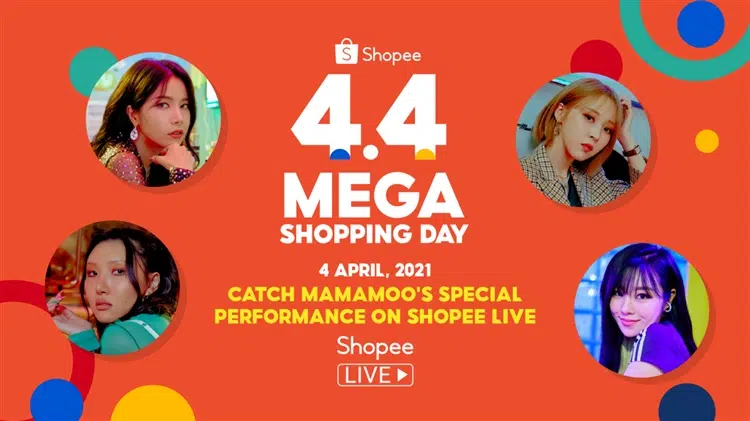 Shopee
4.4
MEGA
SHOPPING DAY
4 APRIL, 2021
CATCH MAMAMOO'S SPECIAL
PERFORMANCE ON SHOPEE LIVE
Shopee
LIVE